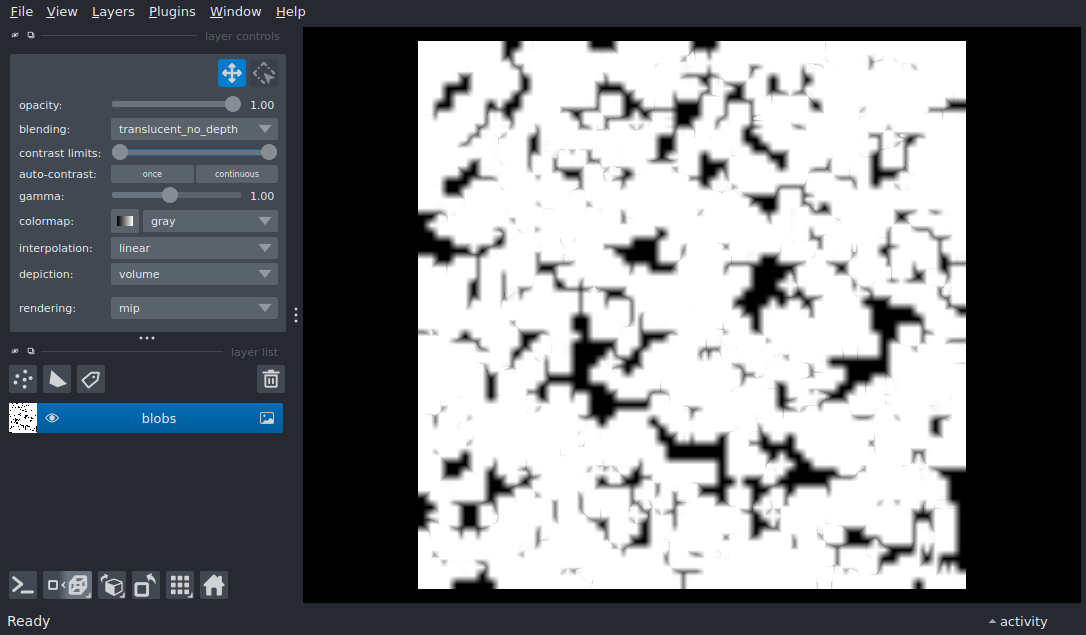 File View Layers Plugins Window Help
layer controls
opacity: 1.00
blending: translucent_no_depth
contrast limits:
auto-contrast: once continuous
gamma: 1.00
colormap: gray
interpolation: linear
depiction: volume
rendering: mip
layer list
blobs
Ready activity